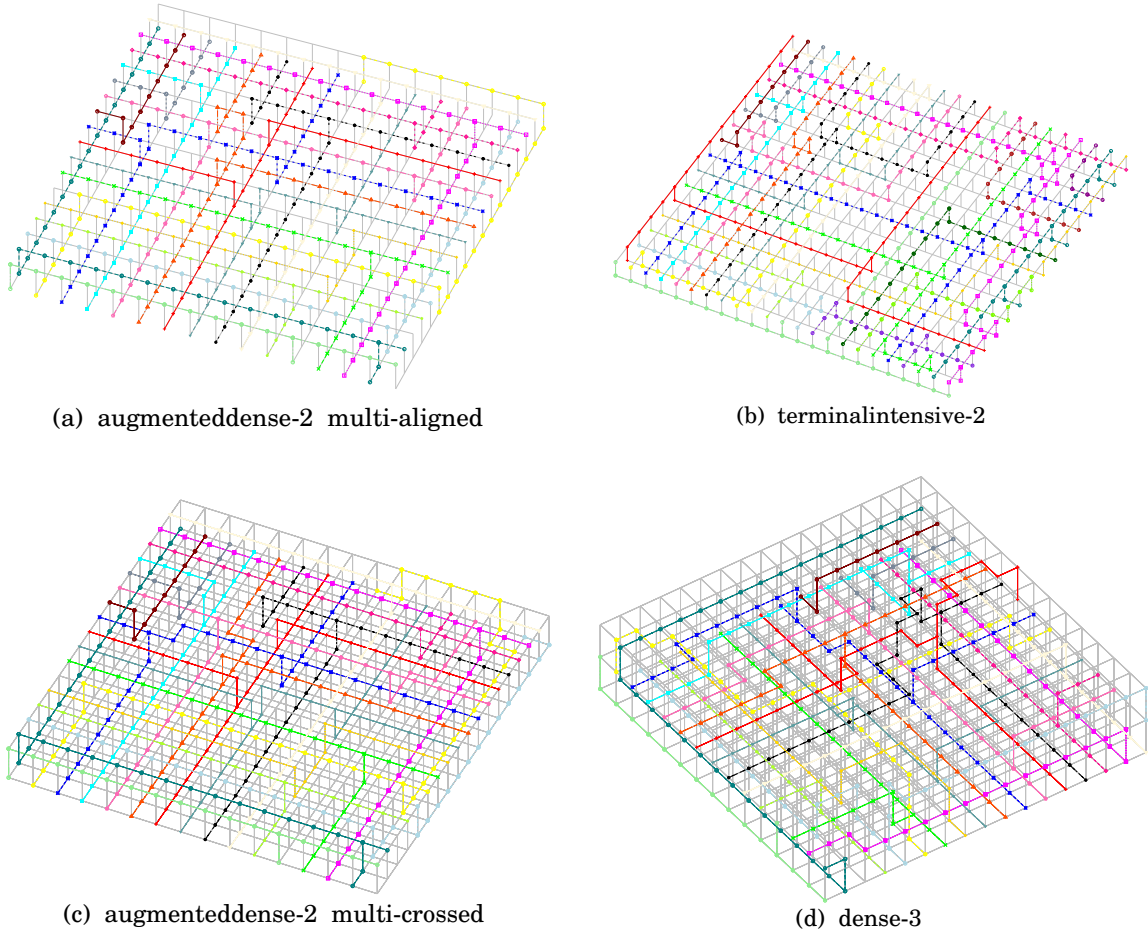 (a) augmenteddense-2 multi-aligned
(b) terminalintensive-2
(c) augmenteddense-2 multi-crossed
(d) dense-3